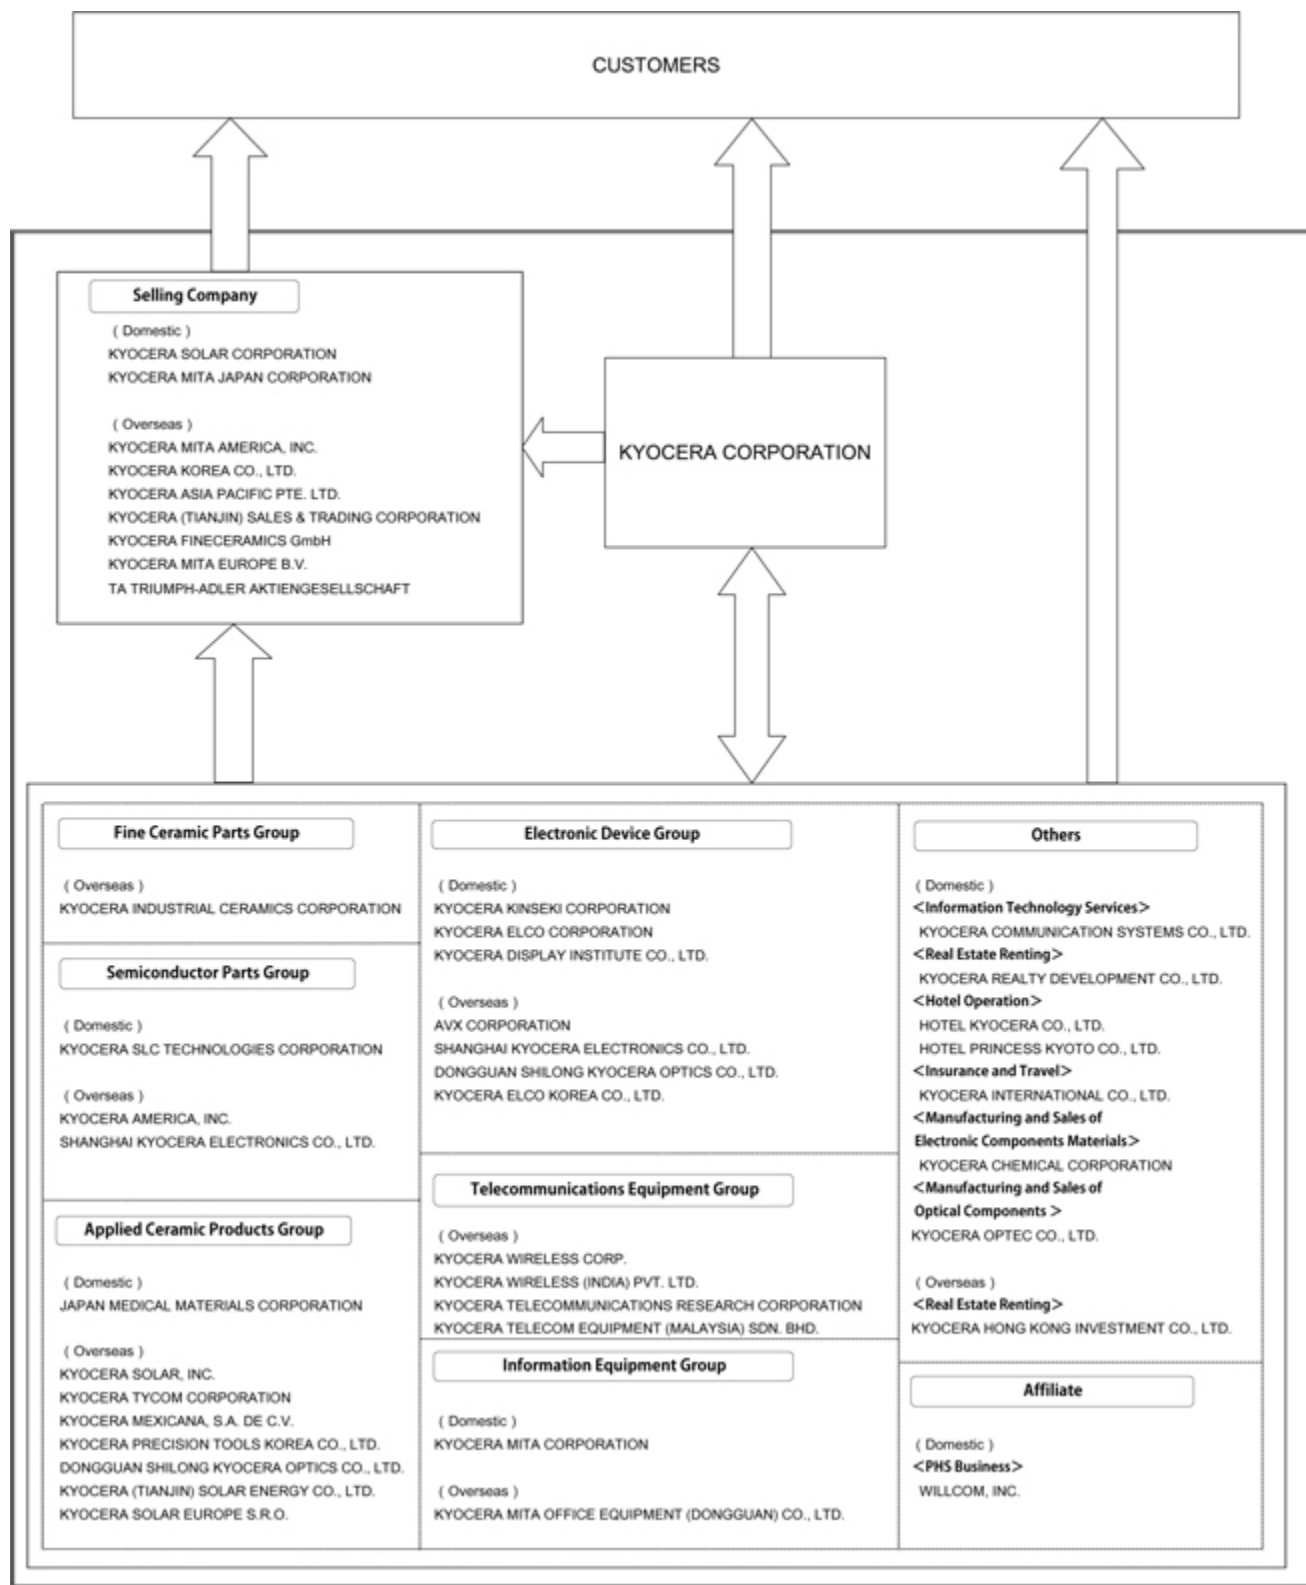 CUSTOMERS
Selling Company
( Domestic )
KYOCERA SOLAR CORPORATION
KYOCERA MITA JAPAN CORPORATION
( Overseas )
KYOCERA MITA AMERICA, INC.
KYOCERA KOREA CO., LTD.
KYOCERA ASIA PACIFIC PTE. LTD.
KYOCERA (TIANJIN) SALES & TRADING CORPORATION
KYOCERA FINECERAMICS GmbH
KYOCERA MITA EUROPE B.V.
TA TRIUMPH-ADLER AKTIENGESELLSCHAFT
KYOCERA CORPORATION
Fine Ceramic Parts Group
( Overseas )
KYOCERA INDUSTRIAL CERAMICS CORPORATION
Semiconductor Parts Group
( Domestic )
KYOCERA SLC TECHNOLOGIES CORPORATION
( Overseas )
KYOCERA AMERICA, INC.
SHANGHAI KYOCERA ELECTRONICS CO., LTD.
Applied Ceramic Products Group
( Domestic )
JAPAN MEDICAL MATERIALS CORPORATION
( Overseas )
KYOCERA SOLAR, INC.
KYOCERA TYCOM CORPORATION
KYOCERA MEXICANA, S.A. DE C.V.
KYOCERA PRECISION TOOLS KOREA CO., LTD.
DONGGUAN SHILONG KYOCERA OPTICS CO., LTD.
KYOCERA (TIANJIN) SOLAR ENERGY CO., LTD.
KYOCERA SOLAR EUROPE S.R.O.
Electronic Device Group
( Domestic )
KYOCERA KINSEKI CORPORATION
KYOCERA ELCO CORPORATION
KYOCERA DISPLAY INSTITUTE CO., LTD.
( Overseas )
AVX CORPORATION
SHANGHAI KYOCERA ELECTRONICS CO., LTD.
DONGGUAN SHILONG KYOCERA OPTICS CO., LTD.
KYOCERA ELCO KOREA CO., LTD.
Telecommunications Equipment Group
( Overseas )
KYOCERA WIRELESS CORP.
KYOCERA WIRELESS (INDIA) PVT. LTD.
KYOCERA TELECOMMUNICATIONS RESEARCH CORPORATION
KYOCERA TELECOM EQUIPMENT (MALAYSIA) SDN. BHD.
Information Equipment Group
( Domestic )
KYOCERA MITA CORPORATION
( Overseas )
KYOCERA MITA OFFICE EQUIPMENT (DONGGUAN) CO., LTD.
Others
( Domestic )
<Information Technology Services>
KYOCERA COMMUNICATION SYSTEMS CO., LTD.
<Real Estate Renting>
KYOCERA REALTY DEVELOPMENT CO., LTD.
<Hotel Operation>
HOTEL KYOCERA CO., LTD.
HOTEL PRINCESS KYOTO CO., LTD.
<Insurance and Travel>
KYOCERA INTERNATIONAL CO., LTD.
<Manufacturing and Sales of
Electronic Components Materials>
KYOCERA CHEMICAL CORPORATION
<Manufacturing and Sales of
Optical Components >
KYOCERA OPTEC CO., LTD.
( Overseas )
<Real Estate Renting>
KYOCERA HONG KONG INVESTMENT CO., LTD.
Affiliate
( Domestic )
<PHS Business>
WILLCOM, INC.